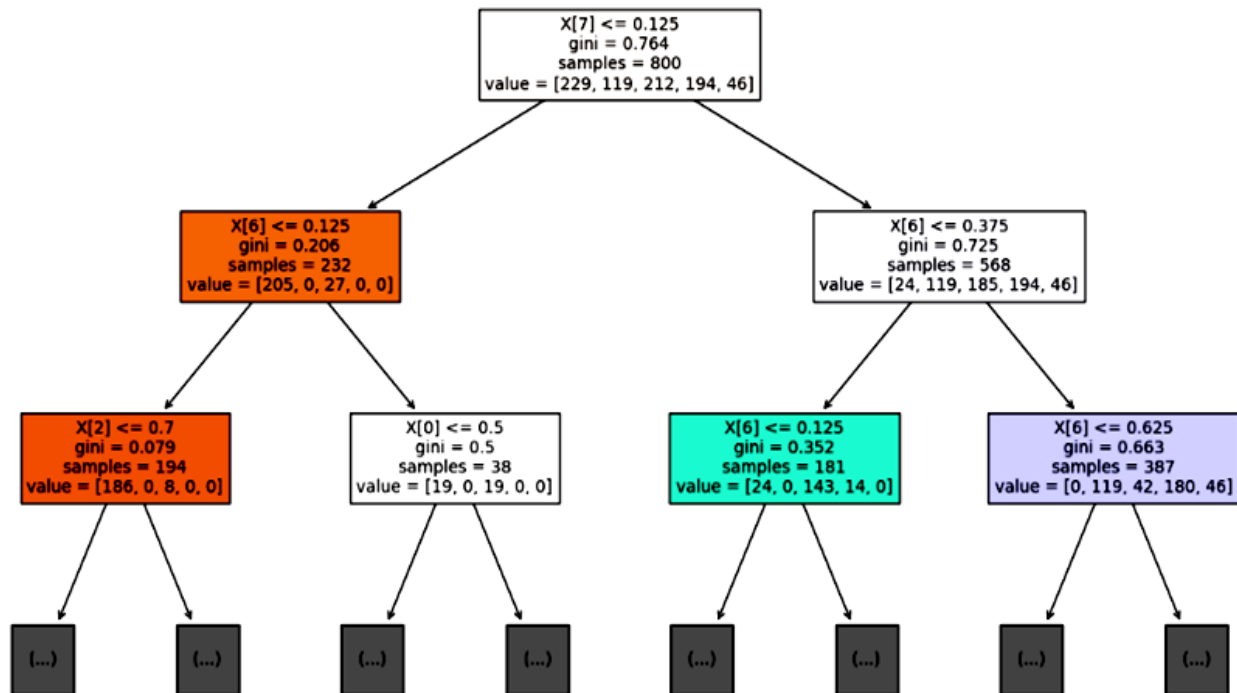 X[7] <= 0.125
gini = 0.764
samples = 800
value = [229, 119, 212, 194, 46]
X[6] <= 0.125
gini = 0.206
samples = 232
value = [205, 0, 27, 0, 0]
X[6] <= 0.375
gini = 0.725
samples = 568
value = [24, 119, 185, 194, 46]
X[2] <= 0.7
gini = 0.079
samples = 194
value = [186, 0, 8, 0, 0]
X[0] <= 0.5
gini = 0.5
samples = 38
value = [19, 0, 19, 0, 0]
X[6] <= 0.125
gini = 0.352
samples = 181
value = [24, 0, 143, 14, 0]
X[6] <= 0.625
gini = 0.663
samples = 387
value = [0, 119, 42, 180, 46]
(...)
(...)
(...)
(...)
(...)
(...)
(...)
(...)